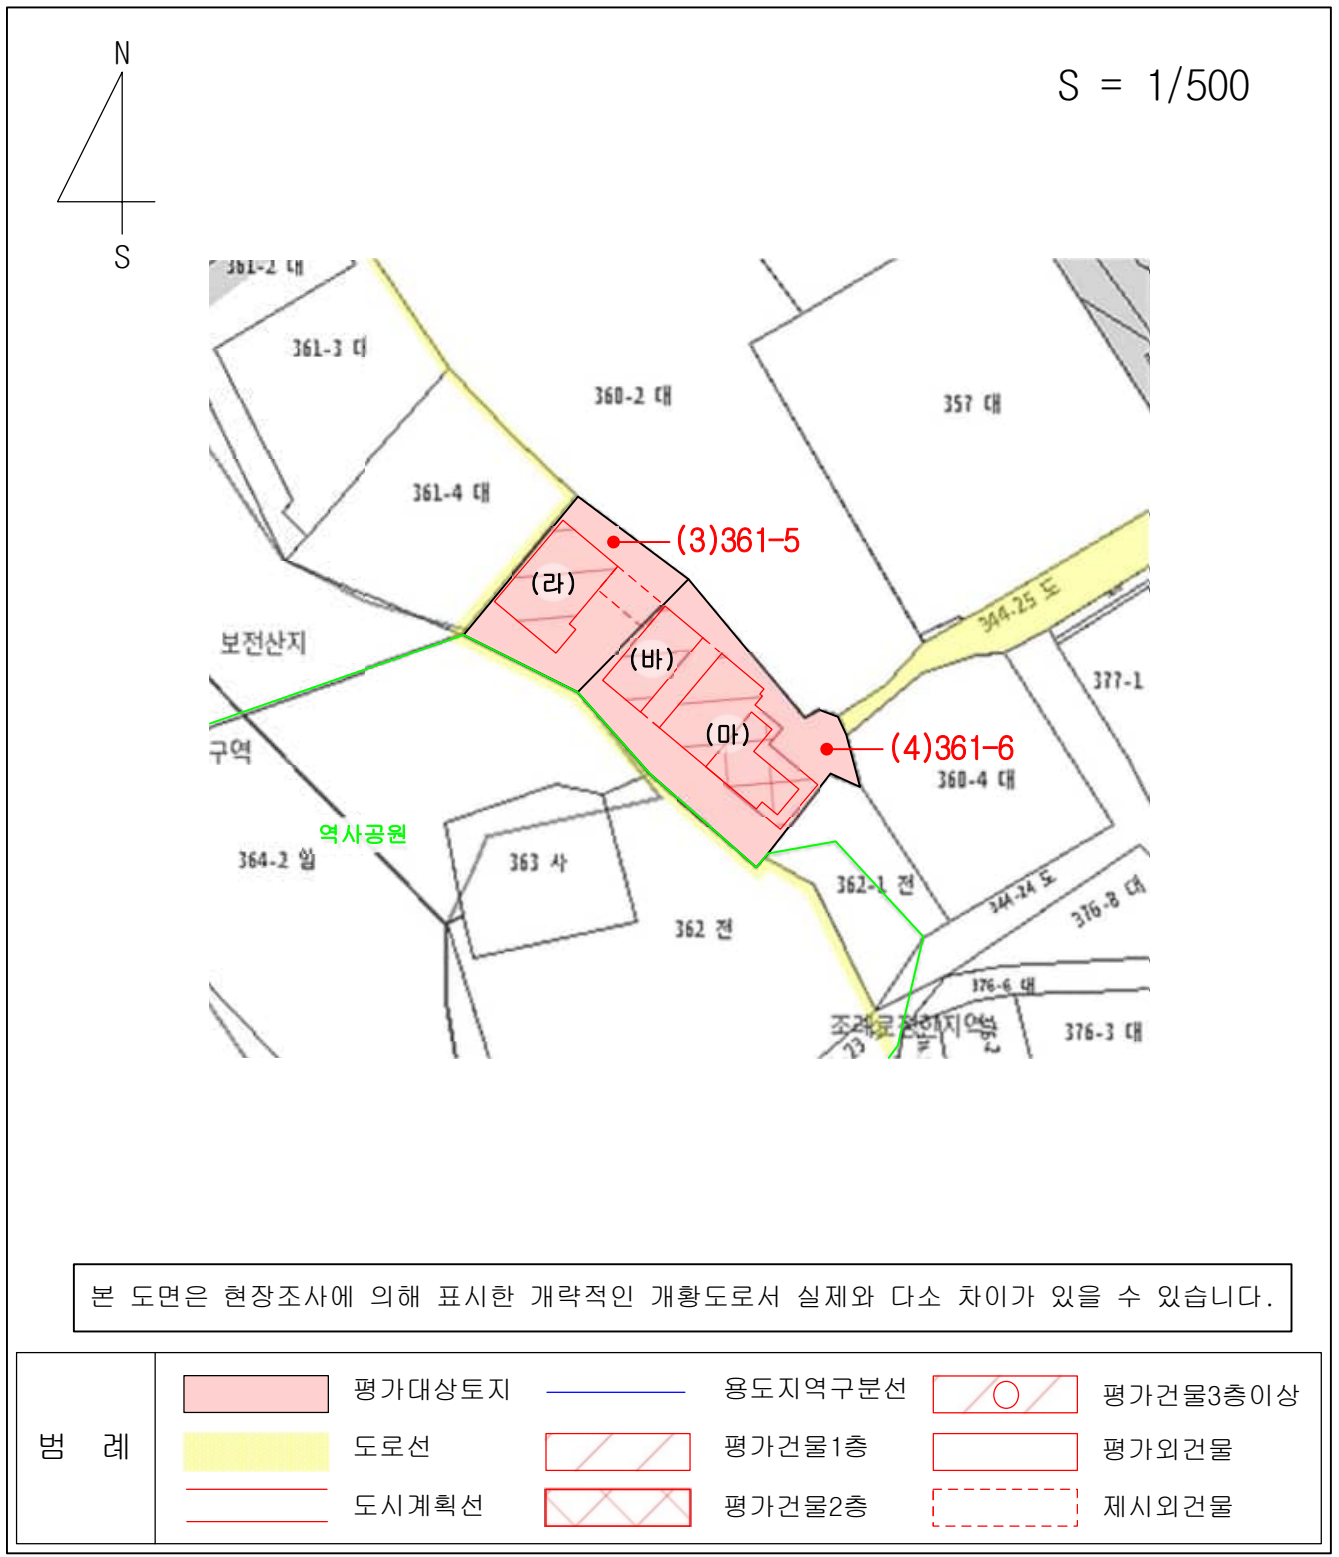 N
S = 1/500
S
361-2 대
361-3 대
360-2 대
357 대
361-4 대
(3)361-5
(라)
344-25 도
보전산지
(바)
377-1
(마)
(4)361-6
구역
360-4 대
역사공원
364-2 임
363 사
362-1 전
344-24 도
376-8 대
362 전
376-6 대
조례로정한지역
376-3 대
23
본 도면은 현장조사에 의해 표시한 개략적인 개황도로서 실제와 다소 차이가 있을 수 있습니다.
범 례
평가대상토지
용도지역구분선
평가건물3층이상
도로선
평가건물1층
평가외건물
도시계획선
평가건물2층
제시외건물